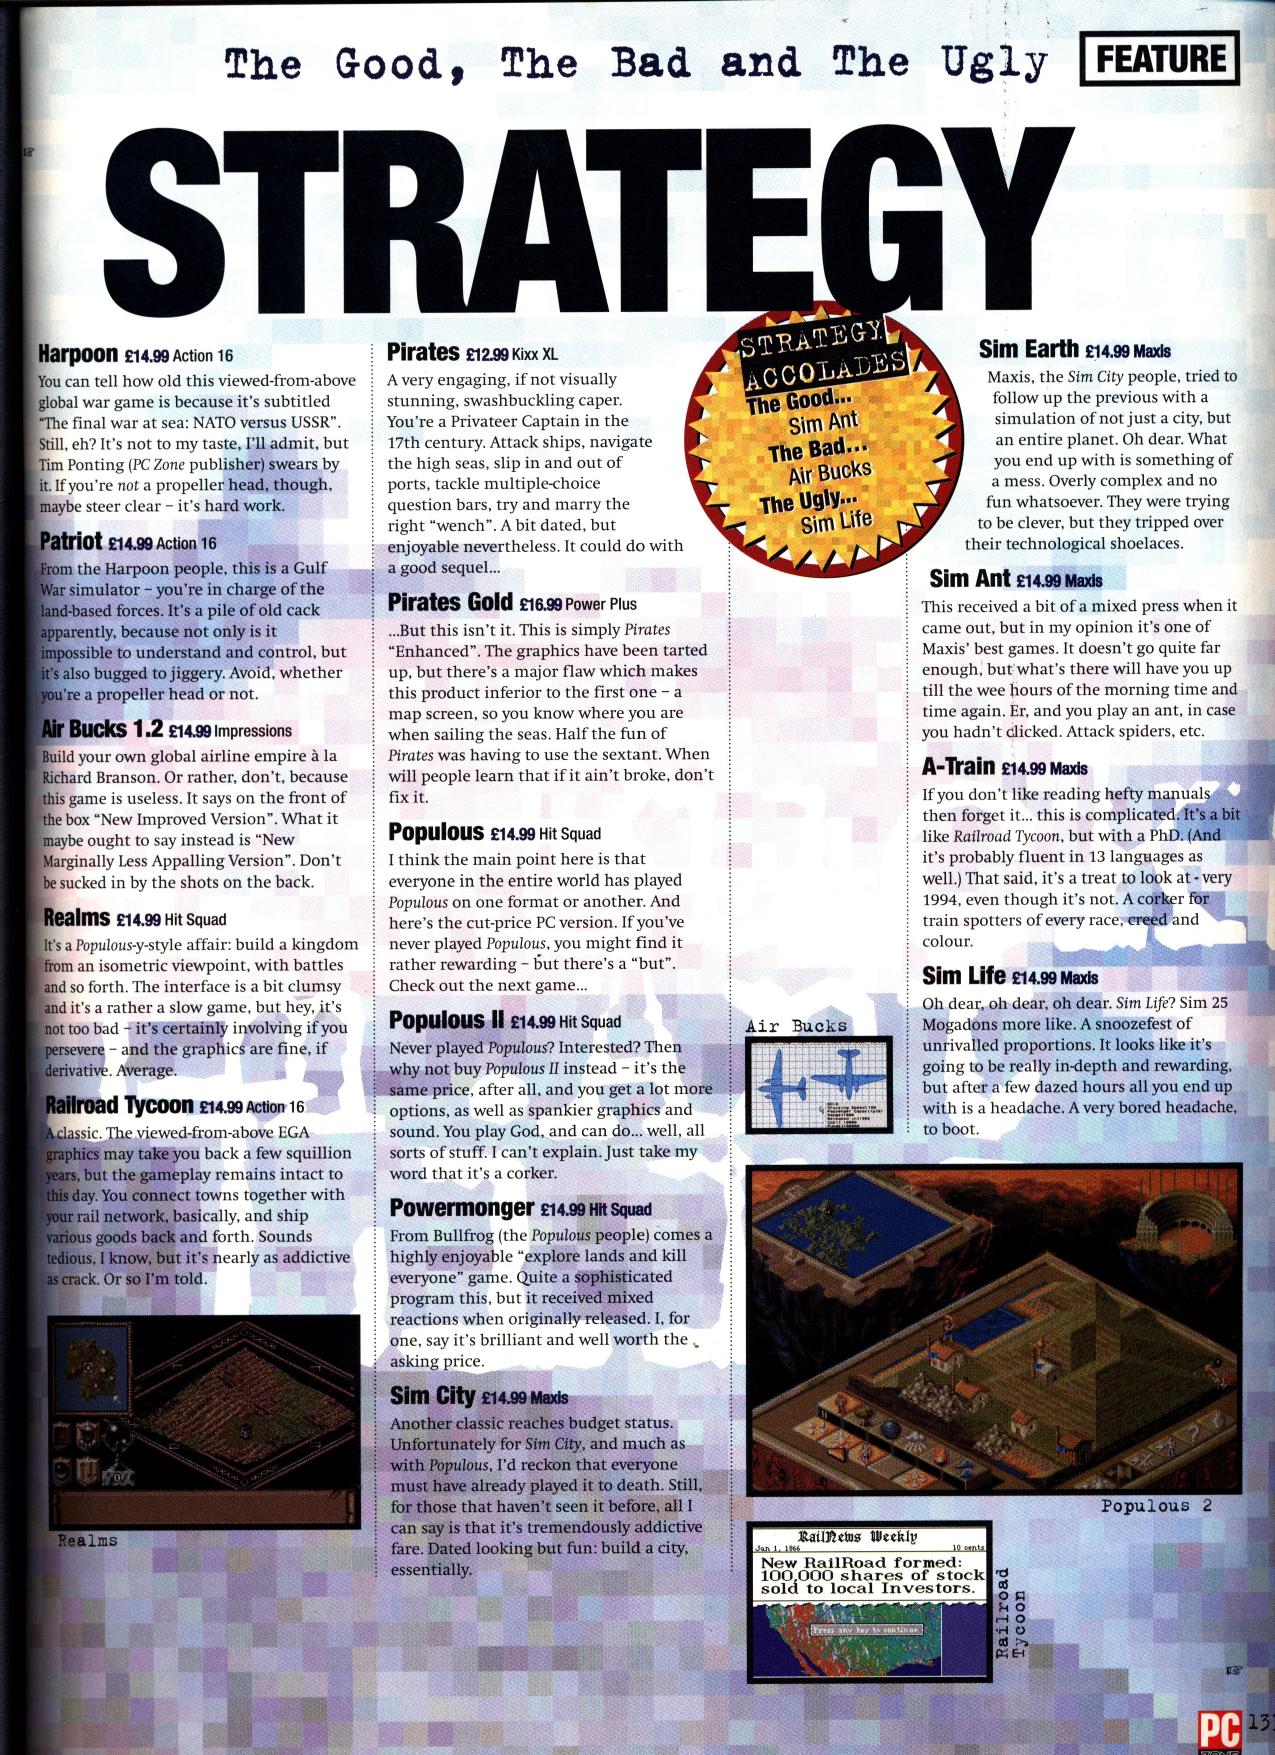 The Good, The Bad and The Ugly
FEATURE
STRATEGY
Harpoon £14.99 Action 16
You can tell how old this viewed-from-above
global war game is because it's subtitled
"The final war at sea: NATO versus USSR".
Still, eh? It's not to my taste, I'll admit, but
Tim Ponting (PC Zone publisher) swears by
it. If you're not a propeller head, though,
maybe steer clear – it's hard work.
Patriot £14.99 Action 16
From the Harpoon people, this is a Gulf
War simulator – you're in charge of the
land-based forces. It's a pile of old cack
apparently, because not only is it
impossible to understand and control, but
it's also bugged to jiggery. Avoid, whether
you're a propeller head or not.
Air Bucks 1.2 £14.99 Impressions
Build your own global airline empire à la
Richard Branson. Or rather, don't, because
this game is useless. It says on the front of
the box "New Improved Version". What it
maybe ought to say instead is "New
Marginally Less Appalling Version". Don't
be sucked in by the shots on the back.
Realms £14.99 Hit Squad
It's a Populous-y-style affair: build a kingdom
from an isometric viewpoint, with battles
and so forth. The interface is a bit clumsy
and it's a rather a slow game, but hey, it's
not too bad – it's certainly involving if you
persevere – and the graphics are fine, if
derivative. Average.
Railroad Tycoon £14.99 Action 16
A classic. The viewed-from-above EGA
graphics may take you back a few squillion
years, but the gameplay remains intact to
this day. You connect towns together with
your rail network, basically, and ship
various goods back and forth. Sounds
tedious, I know, but it's nearly as addictive
as crack. Or so I'm told.
Realms
Pirates £12.99 Kixx XL
A very engaging, if not visually
stunning, swashbuckling caper.
You're a Privateer Captain in the
17th century. Attack ships, navigate
the high seas, slip in and out of
ports, tackle multiple-choice
question bars, try and marry the
right "wench". A bit dated, but
enjoyable nevertheless. It could do with
a good sequel...
Pirates Gold £16.99 Power Plus
...But this isn't it. This is simply Pirates
"Enhanced". The graphics have been tarted
up, but there's a major flaw which makes
this product inferior to the first one – a
map screen, so you know where you are
when sailing the seas. Half the fun of
Pirates was having to use the sextant. When
will people learn that if it ain't broke, don't
fix it.
Populous £14.99 Hit Squad
I think the main point here is that
everyone in the entire world has played
Populous on one format or another. And
here's the cut-price PC version. If you've
never played Populous, you might find it
rather rewarding – but there's a "but".
Check out the next game...
Populous II £14.99 Hit Squad
Never played Populous? Interested? Then
why not buy Populous II instead – it's the
same price, after all, and you get a lot more
options, as well as spankier graphics and
sound. You play God, and can do... well, all
sorts of stuff. I can't explain. Just take my
word that it's a corker.
Powermonger £14.99 Hit Squad
From Bullfrog (the Populous people) comes a
highly enjoyable "explore lands and kill
everyone" game. Quite a sophisticated
program this, but it received mixed
reactions when originally released. I, for
one, say it's brilliant and well worth the
asking price.
Sim City £14.99 Maxis
Another classic reaches budget status.
Unfortunately for Sim City, and much as
with Populous, I'd reckon that everyone
must have already played it to death. Still,
for those that haven't seen it before, all I
can say is that it's tremendously addictive
fare. Dated looking but fun: build a city,
essentially.
STRATEGY
ACCOLADES
The Good...
Sim Ant
The Bad...
Air Bucks
The Ugly...
Sim Life
Sim Earth £14.99 Maxis
Maxis, the Sim City people, tried to
follow up the previous with a
simulation of not just a city, but
an entire planet. Oh dear. What
you end up with is something of
a mess. Overly complex and no
fun whatsoever. They were trying
to be clever, but they tripped over
their technological shoelaces.
Sim Ant £14.99 Maxis
This received a bit of a mixed press when it
came out, but in my opinion it's one of
Maxis' best games. It doesn't go quite far
enough, but what's there will have you up
till the wee hours of the morning time and
time again. Er, and you play an ant, in case
you hadn't clicked. Attack spiders, etc.
A-Train £14.99 Maxis
If you don't like reading hefty manuals
then forget it... this is complicated. It's a bit
like Railroad Tycoon, but with a PhD. (And
it's probably fluent in 13 languages as
well.) That said, it's a treat to look at - very
1994, even though it's not. A corker for
train spotters of every race, creed and
colour.
Sim Life £14.99 Maxis
Oh dear, oh dear, oh dear. Sim Life? Sim 25
Mogadons more like. A snoozefest of
unrivalled proportions. It looks like it's
going to be really in-depth and rewarding,
but after a few dazed hours all you end up
with is a headache. A very bored headache,
to boot.
Air Bucks
Populous 2
RailNews Weekly
Jan 1, 1866 10 cents
New RailRoad formed:
100,000 shares of stock
sold to local Investors.
Press any key to continue
Railroad
Tycoon
PC
ZONE